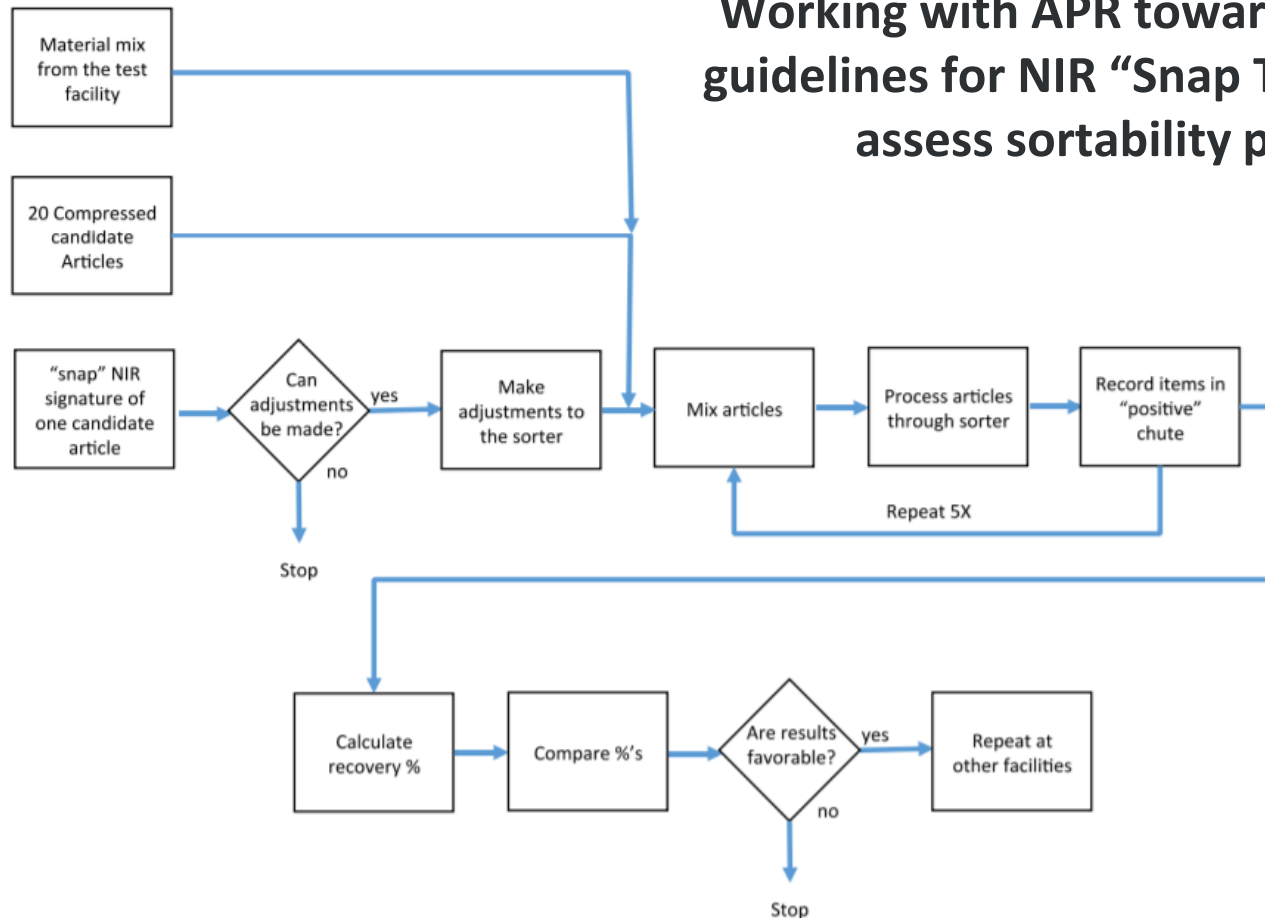 Working with APR
guidelines for NIR “Snap
assess sortability
Material mix
from the test
facility
20 Compressed
candidate
Articles
“snap” NIR
signature of
one candidate
article
Can
adjustments
be made?
yes
no
Stop
Make
adjustments to
the sorter
Mix articles
Process articles
through sorter
Record items in
“positive”
chute
Repeat 5X
Calculate
recovery %
Compare %’s
Are results
favorable?
yes
no
Stop
Repeat at
other facilities